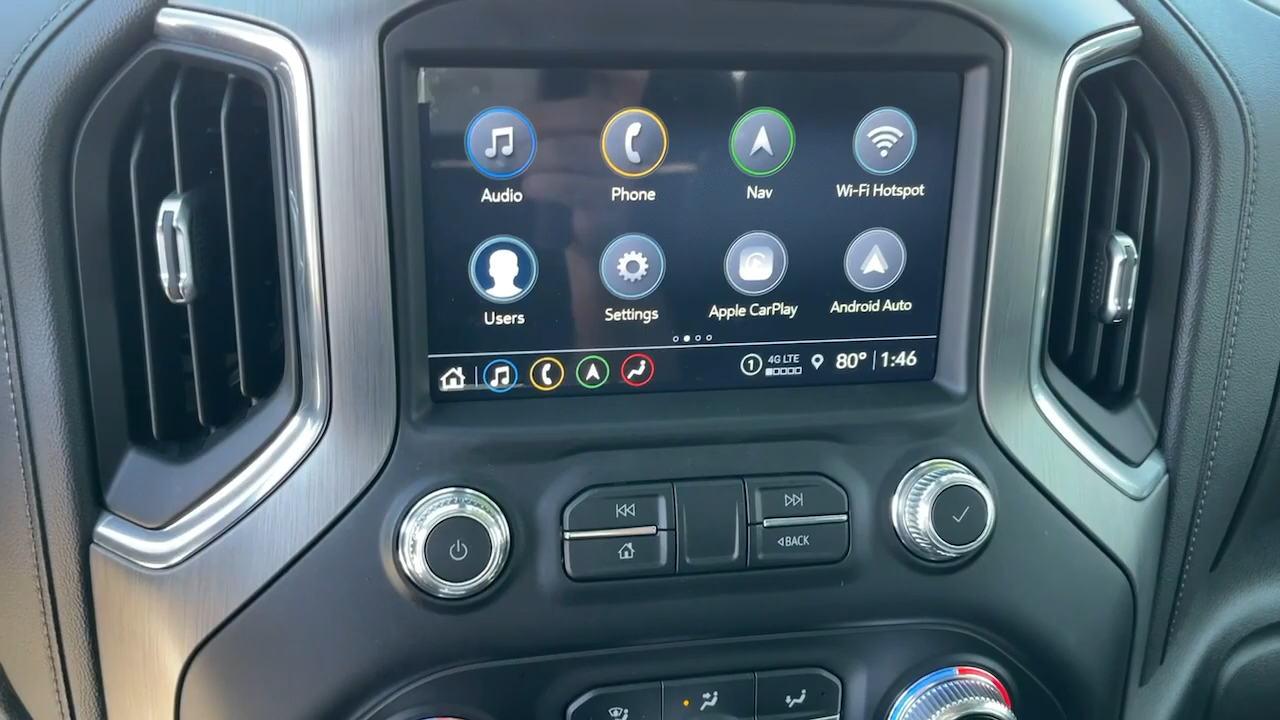 Audio Phone Nav Wi-Fi Hotspot
Users Settings Apple CarPlay Android Auto
1 4G LTE 80° 1:46
BACK